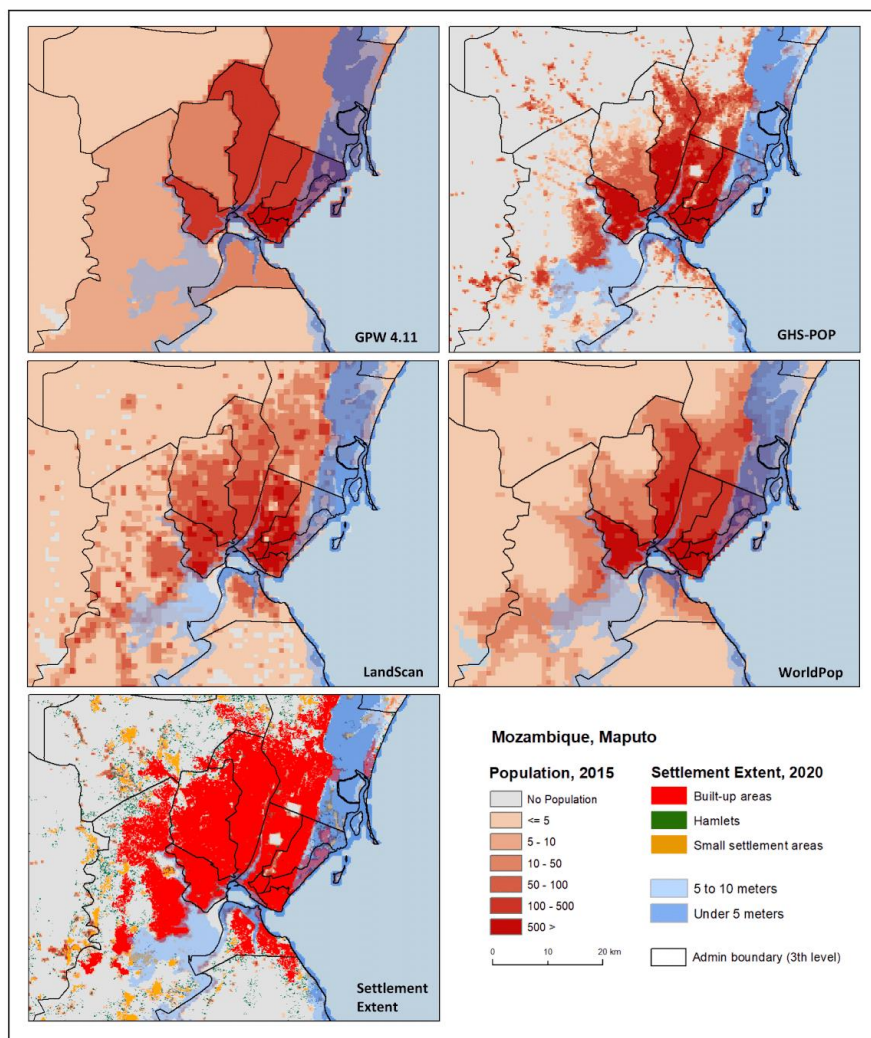 GPW 4.11
GHS-POP
LandScan
WorldPop
Settlement
Extent
Mozambique, Maputo
Population, 2015
No Population
<= 5
5 - 10
10 - 50
50 - 100
100 - 500
500 >
0 10 20 km
Settlement Extent, 2020
Built-up areas
Hamlets
Small settlement areas
5 to 10 meters
Under 5 meters
Admin boundary (3th level)